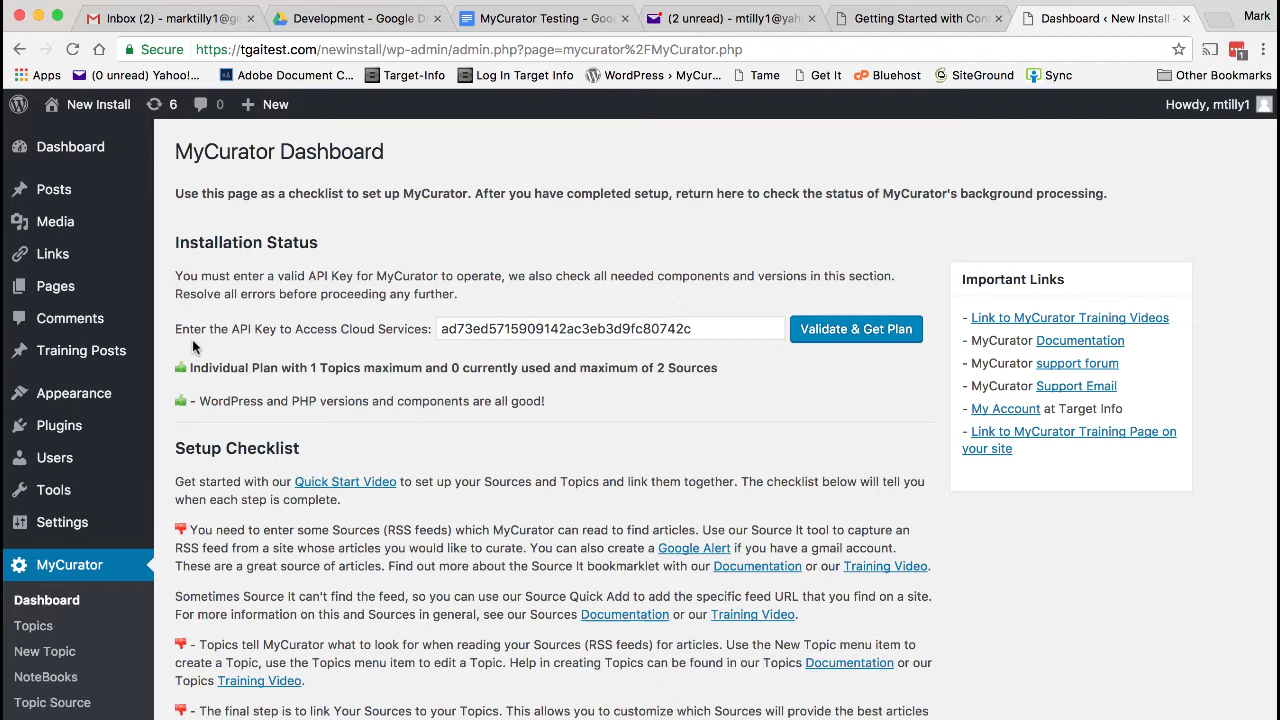 Inbox (2) - marktilly1@g
Development - Google D
MyCurator Testing - Goo
(2 unread) - mtilly1@yah
Getting Started with Co
Dashboard ‹ New Install –
Mark
Secure
https://tgaitest.com/newinstall/wp-admin/admin.php?page=mycurator%2FMyCurator.php
1
Apps
(0 unread) Yahoo!...
Adobe Document C...
Target-Info
Log In Target Info
WordPress › MyCur...
Tame
Get It
Bluehost
SiteGround
Sync
Other Bookmarks
New Install
6
0
New
Howdy, mtilly1
Dashboard
Posts
Media
Links
Pages
Comments
Training Posts
Appearance
Plugins
Users
Tools
Settings
MyCurator
Dashboard
Topics
New Topic
NoteBooks
Topic Source
MyCurator Dashboard
Use this page as a checklist to set up MyCurator. After you have completed setup, return here to check the status of MyCurator's background processing.
Installation Status
You must enter a valid API Key for MyCurator to operate, we also check all needed components and versions in this section.
Resolve all errors before proceeding any further.
Enter the API Key to Access Cloud Services: ad73ed5715909142ac3eb3d9fc80742c Validate & Get Plan
Individual Plan with 1 Topics maximum and 0 currently used and maximum of 2 Sources
- WordPress and PHP versions and components are all good!
Setup Checklist
Get started with our Quick Start Video to set up your Sources and Topics and link them together. The checklist below will tell you
when each step is complete.
You need to enter some Sources (RSS feeds) which MyCurator can read to find articles. Use our Source It tool to capture an
RSS feed from a site whose articles you would like to curate. You can also create a Google Alert if you have a gmail account.
These are a great source of articles. Find out more about the Source It bookmarklet with our Documentation or our Training Video.
Sometimes Source It can't find the feed, so you can use our Source Quick Add to add the specific feed URL that you find on a site.
For more information on this and Sources in general, see our Sources Documentation or our Training Video.
- Topics tell MyCurator what to look for when reading your Sources (RSS feeds) for articles. Use the New Topic menu item to
create a Topic, use the Topics menu item to edit a Topic. Help in creating Topics can be found in our Topics Documentation or our
Topics Training Video.
- The final step is to link Your Sources to your Topics. This allows you to customize which Sources will provide the best articles
Important Links
- Link to MyCurator Training Videos
- MyCurator Documentation
- MyCurator support forum
- MyCurator Support Email
- My Account at Target Info
- Link to MyCurator Training Page on
your site